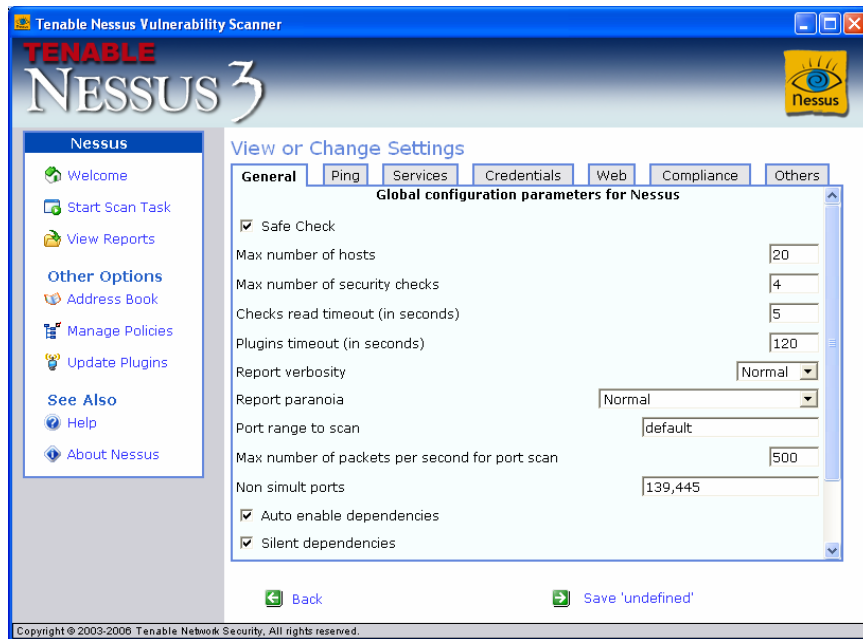 Tenable Nessus Vulnerability Scanner
TENABLE
NESSUS 3
nessus
Nessus
Welcome
Start Scan Task
View Reports
Other Options
Address Book
Manage Policies
Update Plugins
See Also
Help
About Nessus
View or Change Settings
General Ping Services Credentials Web Compliance Others
Global configuration parameters for Nessus
Safe Check
Max number of hosts 20
Max number of security checks 4
Checks read timeout (in seconds) 5
Plugins timeout (in seconds) 120
Report verbosity Normal
Report paranoia Normal
Port range to scan default
Max number of packets per second for port scan 500
Non simult ports 139,445
Auto enable dependencies
Silent dependencies
Back Save 'undefined'
Copyright © 2003-2006 Tenable Network Security, All rights reserved.